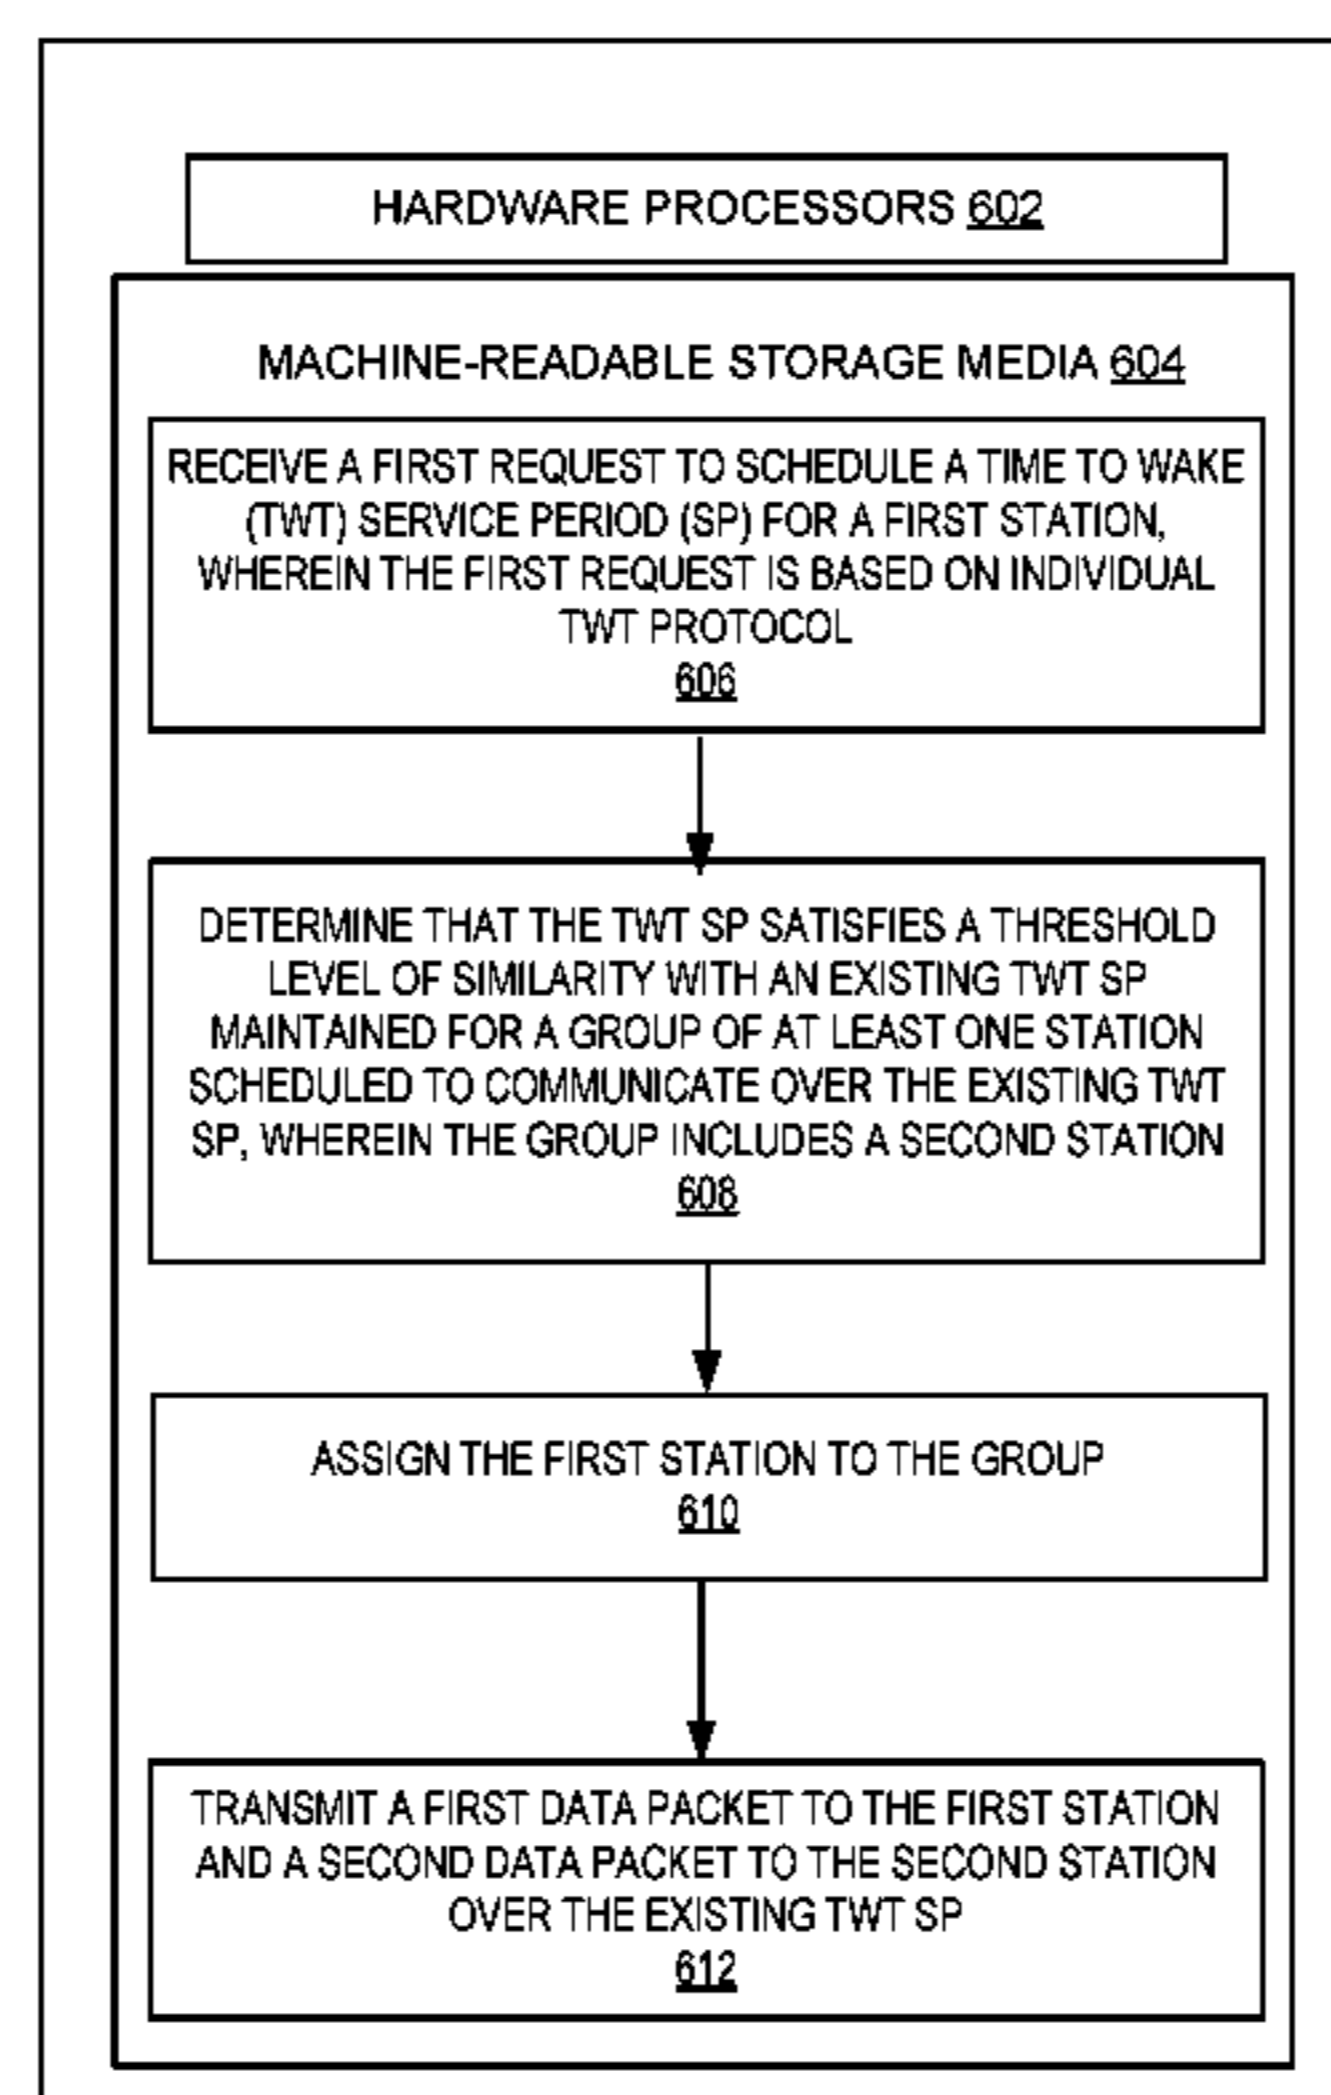 HARDWARE PROCESSORS 602
MACHINE-READABLE STORAGE MEDIA 604
RECEIVE A FIRST REQUEST TO SCHEDULE A TIME TO WAKE
(TWT) SERVICE PERIOD (SP) FOR A FIRST STATION,
WHEREIN THE FIRST REQUEST IS BASED ON INDIVIDUAL
TWT PROTOCOL
606
DETERMINE THAT THE TWT SP SATISFIES A THRESHOLD
LEVEL OF SIMILARITY WITH AN EXISTING TWT SP
MAINTAINED FOR A GROUP OF AT LEAST ONE STATION
SCHEDULED TO COMMUNICATE OVER THE EXISTING TWT
SP, WHEREIN THE GROUP INCLUDES A SECOND STATION
608
ASSIGN THE FIRST STATION TO THE GROUP
610
TRANSMIT A FIRST DATA PACKET TO THE FIRST STATION
AND A SECOND DATA PACKET TO THE SECOND STATION
OVER THE EXISTING TWT SP
612